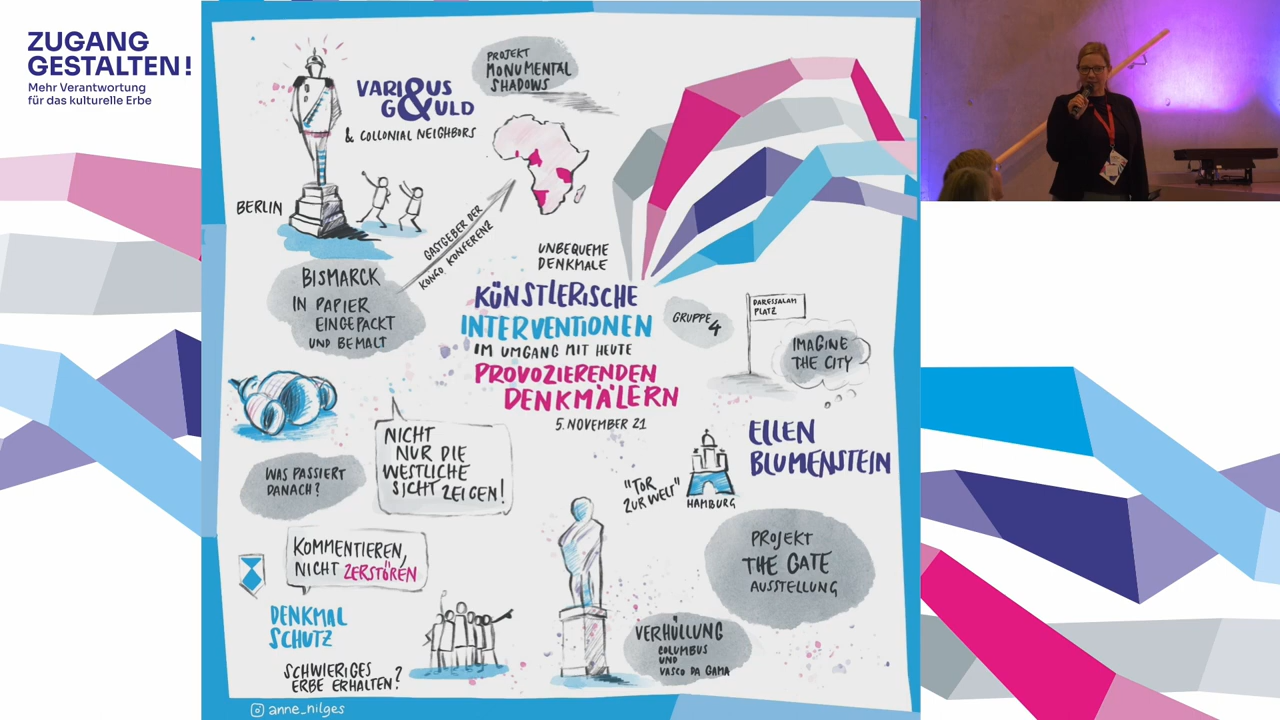 ZUGANG
GESTALTEN!
Mehr Verantwortung
für das kulturelle Erbe
PROJEKT
MONUMENTAL
SHADOWS
VARIOUS
& GOULD
& COLLONIAL NEIGHBORS
BERLIN
GASTGEBER DER
KONGO KONFERENZ
BISMARCK
IN PAPIER
EINGEPACKT
UND BEMALT
UNBEQUEME
DENKMALE
KÜNSTLERISCHE
INTERVENTIONEN
IM UMGANG MIT HEUTE
PROVOZIERENDEN
DENKMÄLERN
5. NOVEMBER 21
GRUPPE
4
DARESSALAM
PLATZ
IMAGINE
THE CITY
ELLEN
BLUMENSTEIN
NICHT
NUR DIE
WESTLICHE
SICHT ZEIGEN!
WAS PASSIERT
DANACH?
"TOR
ZUR WELT"
HAMBURG
PROJEKT
THE GATE
AUSSTELLUNG
KOMMENTIEREN,
NICHT ZERSTÖREN
DENKMAL
SCHUTZ
SCHWIERIGES
ERBE ERHALTEN?
VERHÜLLUNG
COLUMBUS
UND
VASCO DA GAMA
anne_nilges